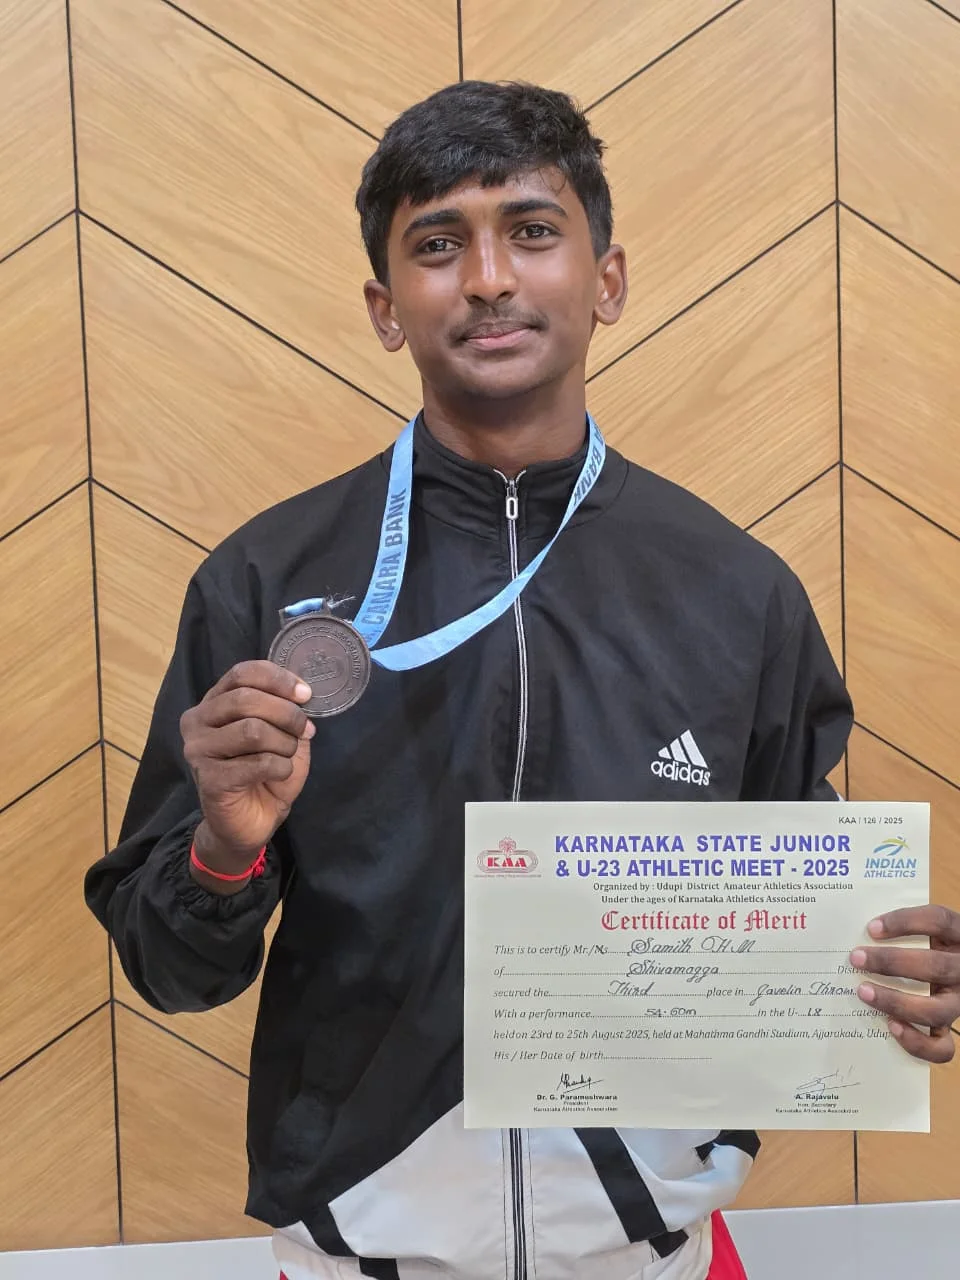 CANARA BANK
BANK
KARNATAKA ATHLETICS ASSOCIATION
adidas
KAA / 126 / 2025
KAA
KARNATAKA STATE JUNIOR
& U-23 ATHLETIC MEET - 2025
INDIAN
ATHLETICS
Organized by : Udupi District Amateur Athletics Association
Under the ages of Karnataka Athletics Association
Certificate of Merit
This is to certify Mr./Ms. Samith O.H.M
of Shivamogga Distri
secured the Third place in Javelin Throw
With a performance 54.60m in the U- 18 catego
held on 23rd to 25th August 2025, held at Mahathma Gandhi Stadium, Ajjarakadu, Udup
His / Her Date of birth
Dr. G. Parameshwara
President
Karnataka Athletics Association
A. Rajavelu
Hon. Secretary
Karnataka Athletics Association